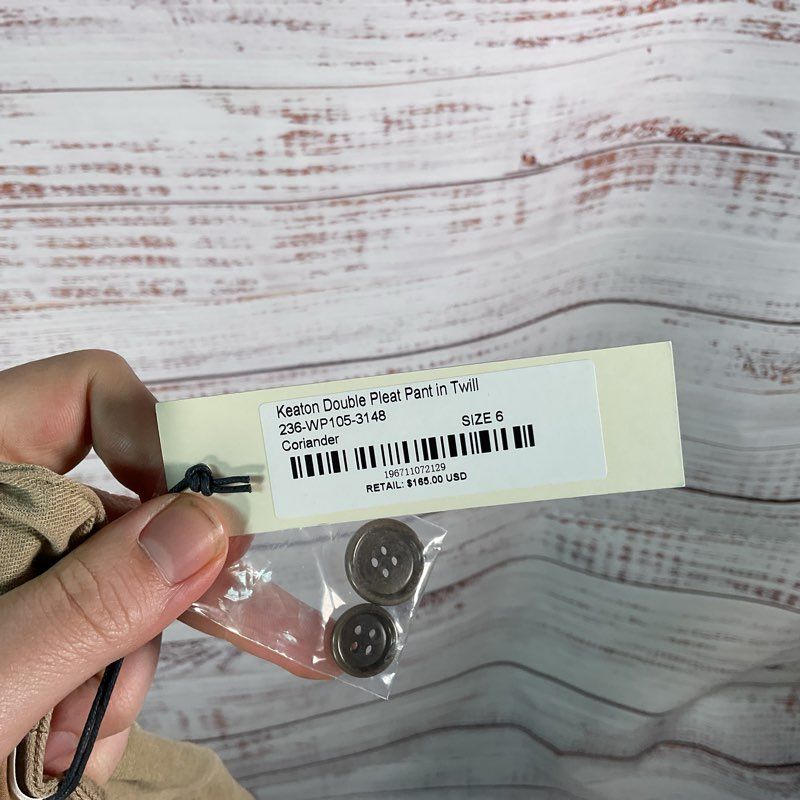 Keaton Double Pleat Pant in Twill
236-WP105-3148 SIZE 6
Coriander
196711072129
RETAIL: $165.00 USD